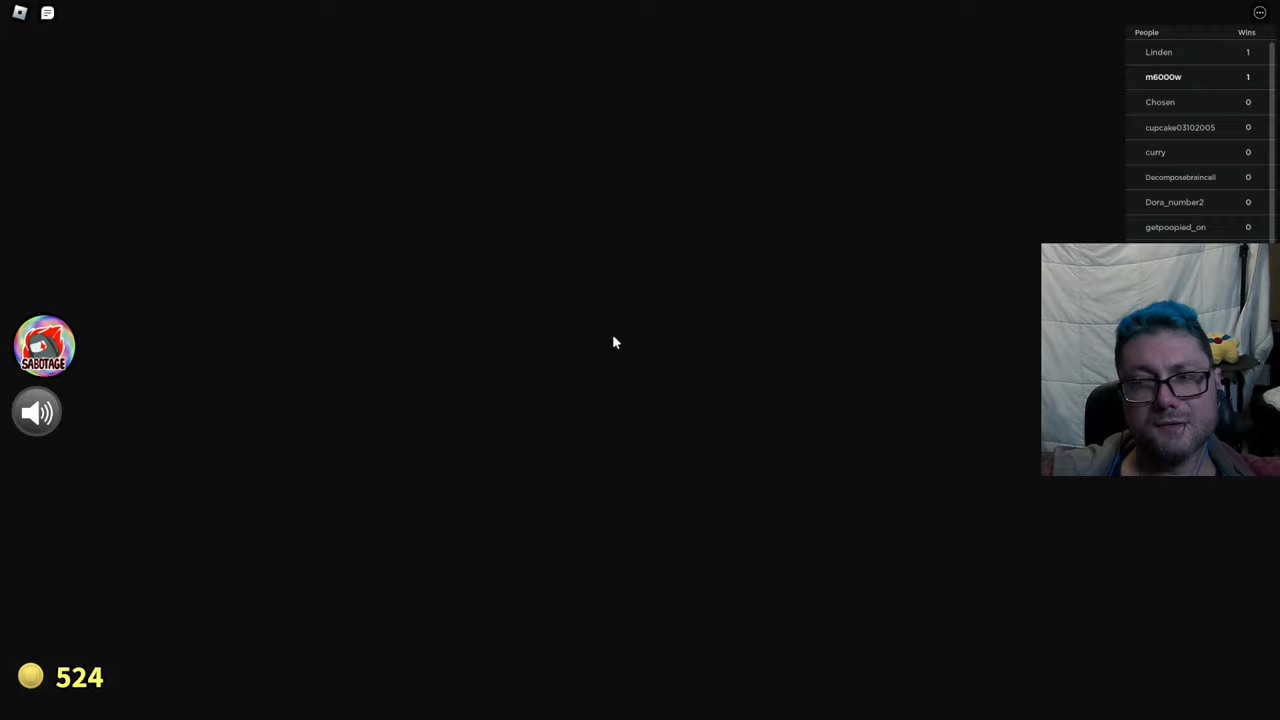 People Wins
Linden 1
m6000w 1
Chosen 0
cupcake03102005 0
curry 0
Decomposebraincell 0
Dora_number2 0
getpoopied_on 0
SABOTAGE
524